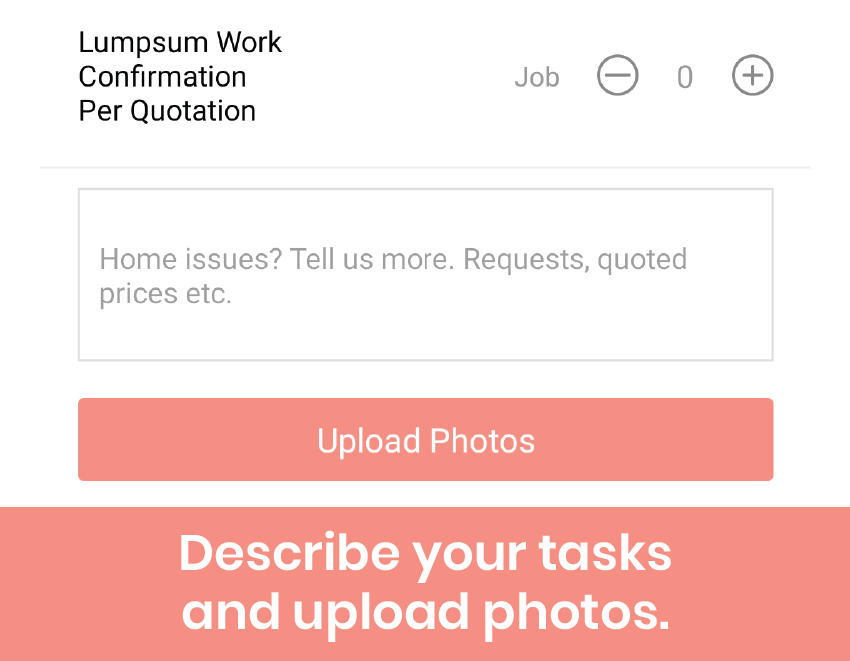 Lumpsum Work
Confirmation
Per Quotation
Job 0
Home issues? Tell us more. Requests, quoted
prices etc.
Upload Photos
Describe your tasks
and upload photos.